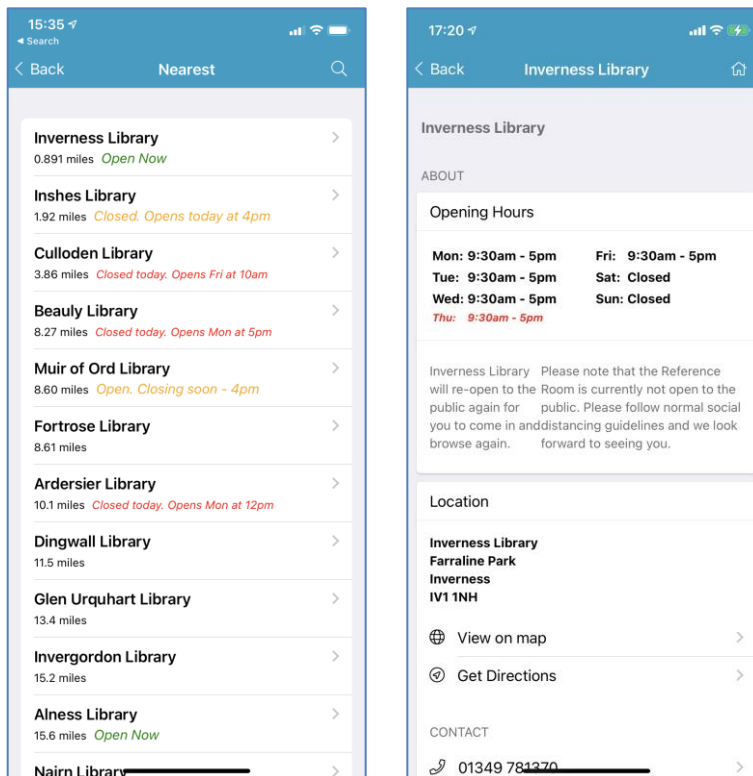 15:35
Search
Back Nearest
Inverness Library
0.891 miles Open Now
Inshes Library
1.92 miles Closed. Opens today at 4pm
Culloden Library
3.86 miles Closed today. Opens Fri at 10am
Beauly Library
8.27 miles Closed today. Opens Mon at 5pm
Muir of Ord Library
8.60 miles Open. Closing soon - 4pm
Fortrose Library
8.61 miles
Ardersier Library
10.1 miles Closed today. Opens Mon at 12pm
Dingwall Library
11.5 miles
Glen Urquhart Library
13.4 miles
Invergordon Library
15.2 miles
Alness Library
15.6 miles Open Now
Nairn Library
17:20
Back Inverness Library
Inverness Library
ABOUT
Opening Hours
Mon: 9:30am - 5pm Fri: 9:30am - 5pm
Tue: 9:30am - 5pm Sat: Closed
Wed: 9:30am - 5pm Sun: Closed
Thu: 9:30am - 5pm
Inverness Library
will re-open to the
public again for
you to come in and
browse again.
Please note that the Reference
Room is currently not open to the
public. Please follow normal social
distancing guidelines and we look
forward to seeing you.
Location
Inverness Library
Farraline Park
Inverness
IV1 1NH
View on map
Get Directions
CONTACT
01349 781370